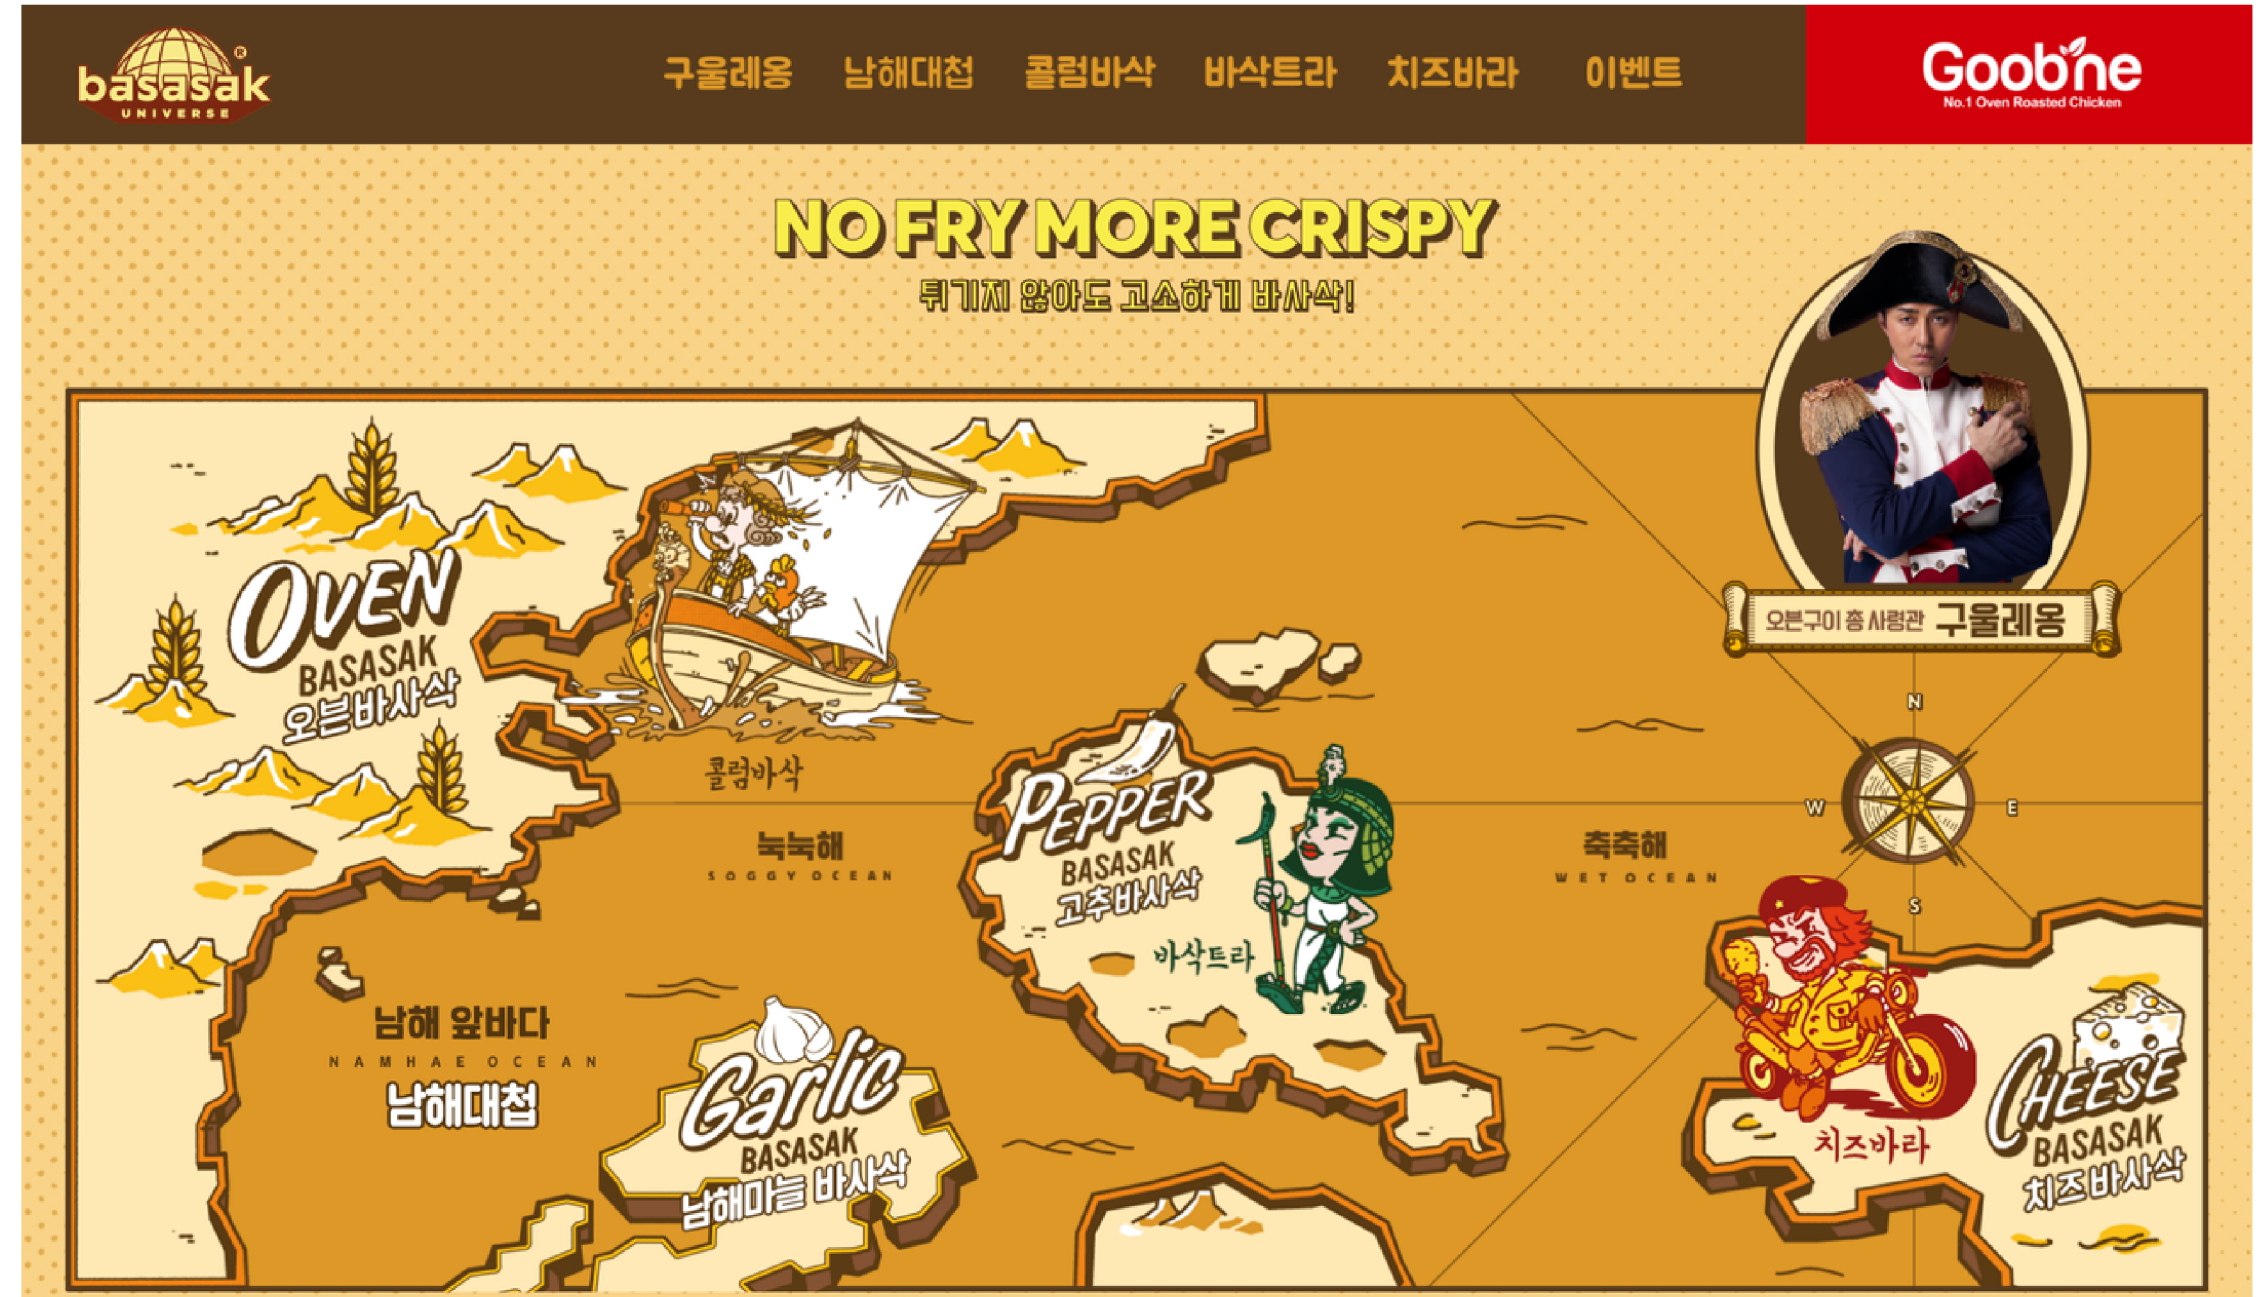 basasak®
UNIVERSE
구울레옹 남해대첩 콜럼바삭 바삭트라 치즈바라 이벤트
Goobne
No.1 Oven Roasted Chicken
NO FRY MORE CRISPY
튀기지 않아도 고소하게 바사삭!
오븐구이 총 사령관 구울레옹
OVEN
BASASAK
오븐바사삭
콜럼바삭
눅눅해
SOGGY OCEAN
PEPPER
BASASAK
고추바사삭
바삭트라
축축해
WET OCEAN
N
W
E
S
남해 앞바다
NAMHAE OCEAN
남해대첩
Garlic
BASASAK
남해마늘 바사삭
치즈바라
CHEESE
BASASAK
치즈바사삭